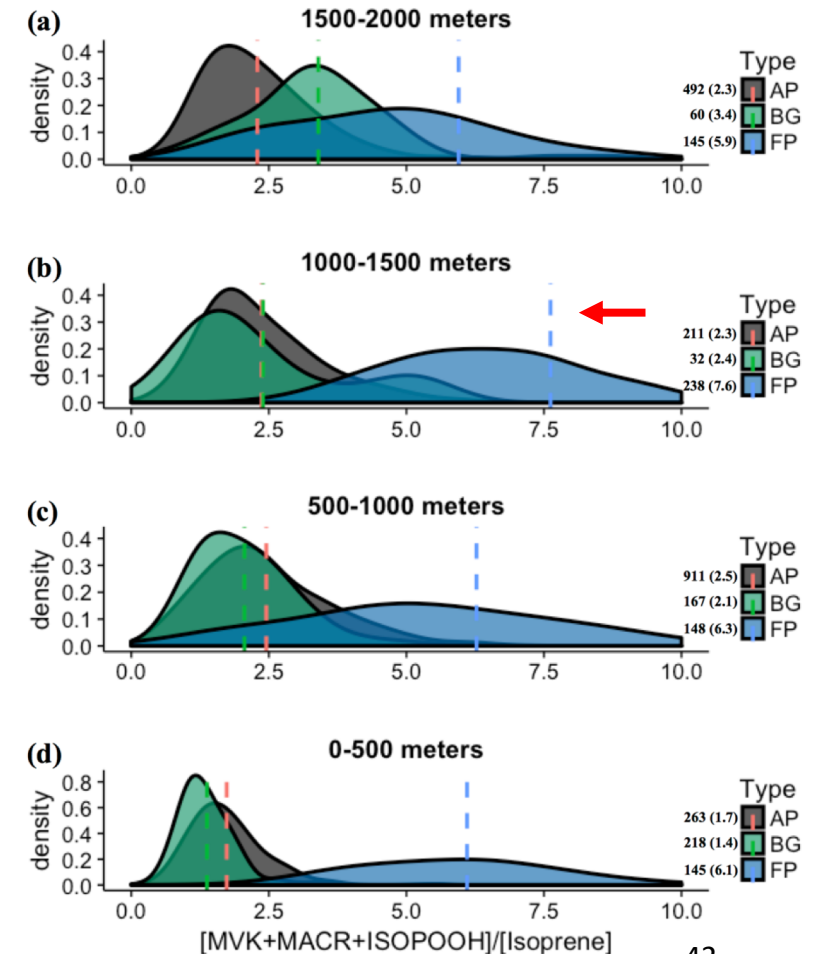 (a) 1500-2000 meters
density
0.4
0.3
0.2
0.1
0.0
0.0 2.5 5.0 7.5 10.0
Type
492 (2.3) AP
60 (3.4) BG
145 (5.9) FP
(b) 1000-1500 meters
density
0.4
0.3
0.2
0.1
0.0
0.0 2.5 5.0 7.5 10.0
Type
211 (2.3) AP
32 (2.4) BG
238 (7.6) FP
(c) 500-1000 meters
density
0.4
0.3
0.2
0.1
0.0
0.0 2.5 5.0 7.5 10.0
Type
911 (2.5) AP
167 (2.1) BG
148 (6.3) FP
(d) 0-500 meters
density
0.8
0.6
0.4
0.2
0.0
0.0 2.5 5.0 7.5 10.0
Type
263 (1.7) AP
218 (1.4) BG
145 (6.1) FP
[MVK+MACR+ISOPOOH]/[Isoprene]